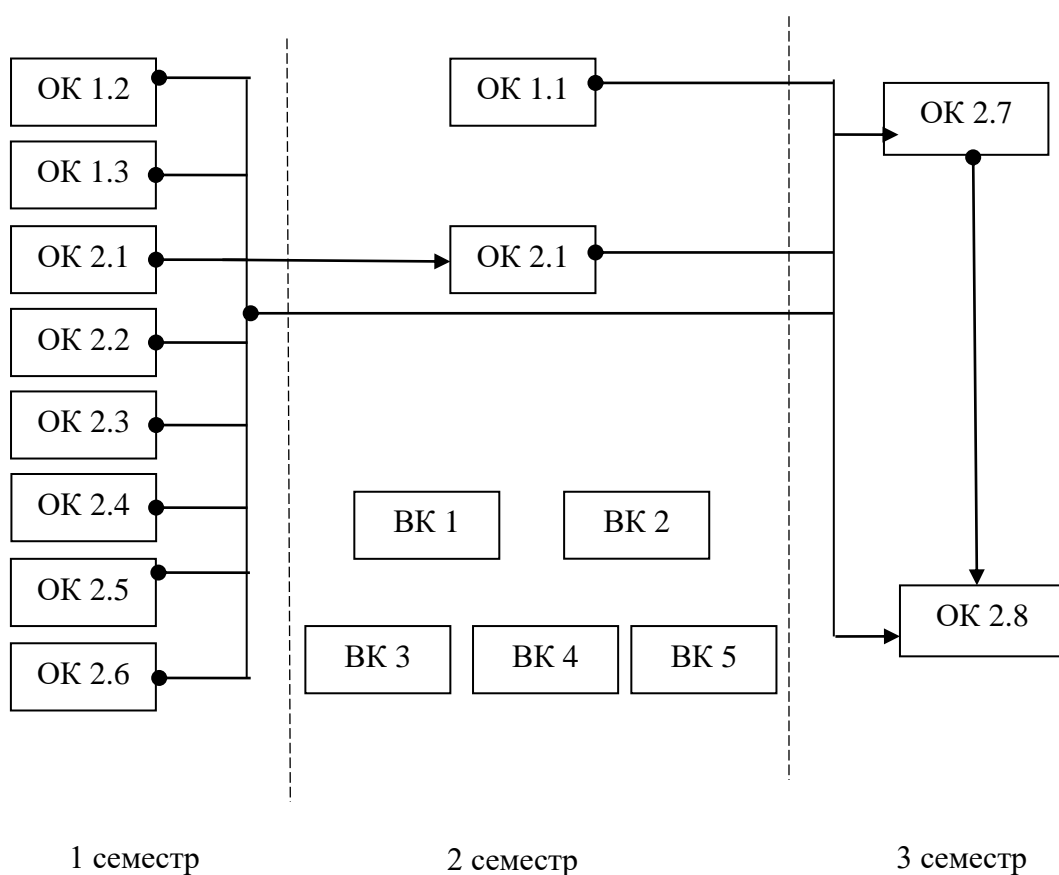 ОК 1.2
ОК 1.1
ОК 2.7
ОК 1.3
ОК 2.1
ОК 2.1
ОК 2.2
ОК 2.3
ОК 2.4
ВК 1
ВК 2
ОК 2.5
ОК 2.8
ВК 3
ВК 4
ВК 5
ОК 2.6
1 семестр
2 семестр
3 семестр